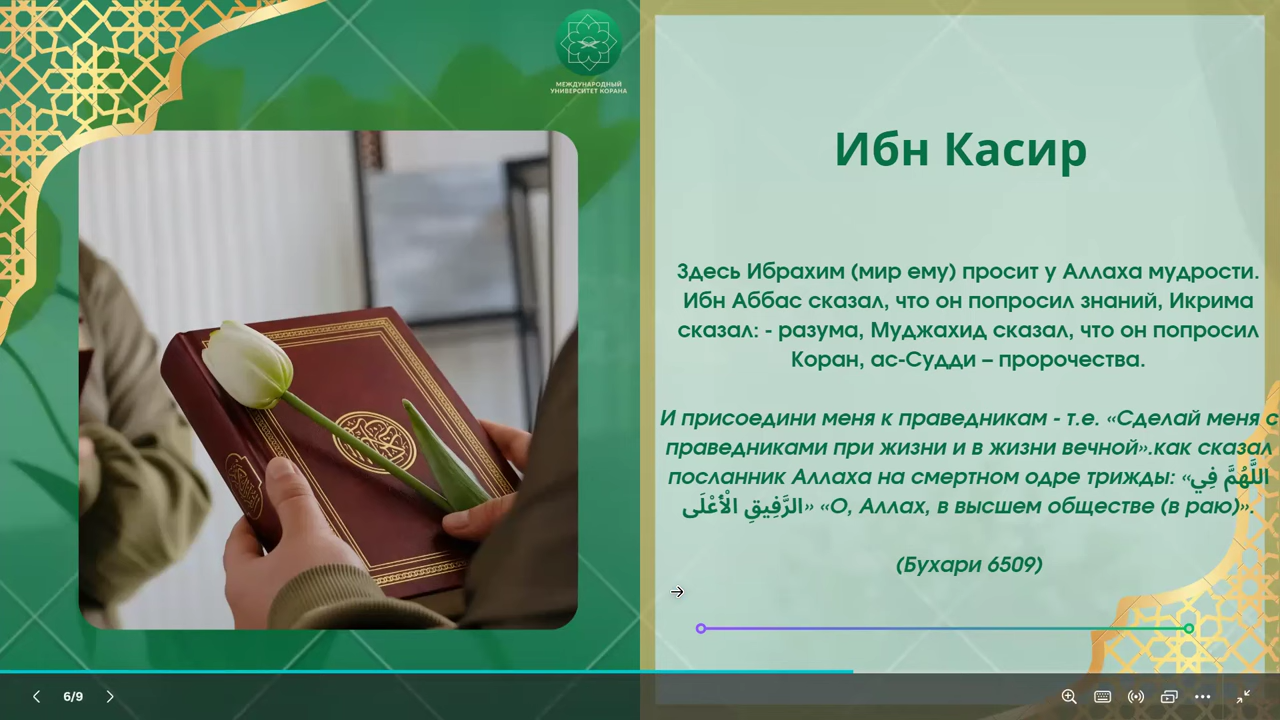 МЕЖДУНАРОДНЫЙ
УНИВЕРСИТЕТ КОРАНА
Ибн Касир
Здесь Ибрахим (мир ему) просит у Аллаха мудрости.
Ибн Аббас сказал, что он попросил знаний, Икрима
сказал: - разума, Муджахид сказал, что он попросил
Коран, ас-Судди – пророчества.
И присоедини меня к праведникам - т.е. «Сделай меня с
праведниками при жизни и в жизни вечной».как сказал
посланник Аллаха на смертном одре трижды: «اللَّهُمَّ فِي
الرَّفِيقِ الْأَعْلَى» «О, Аллах, в высшем обществе (в раю)».
(Бухари 6509)
6/9